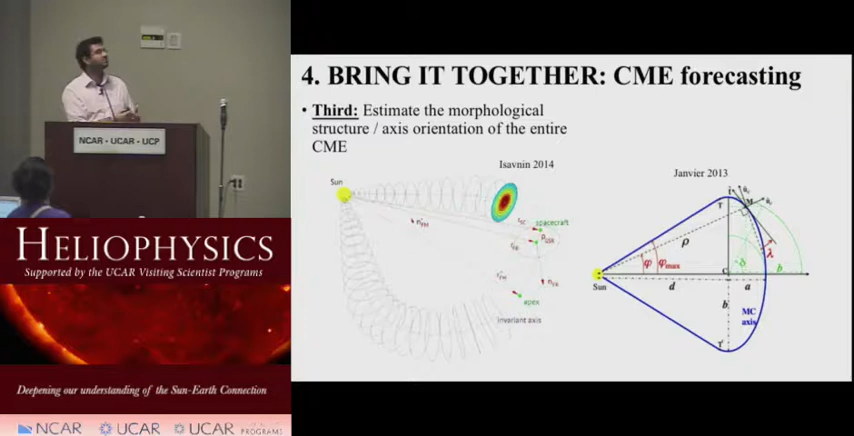 4. BRING IT TOGETHER: CME forecasting
• Third: Estimate the morphological
structure / axis orientation of the entire
CME
Isavnin 2014
Sun
spacecraft
apex
invariant axis
Janvier 2013
T
M
ρ
λ
φ
φmax
δ
Sun
d
C
a
b
MC
axis
T'
NCAR • UCAR • UCP
HELIOPHYSICS
Supported by the UCAR Visiting Scientist Programs
Deepening our understanding of the Sun-Earth Connection
NCAR
UCAR
UCAR
PROGRAMS